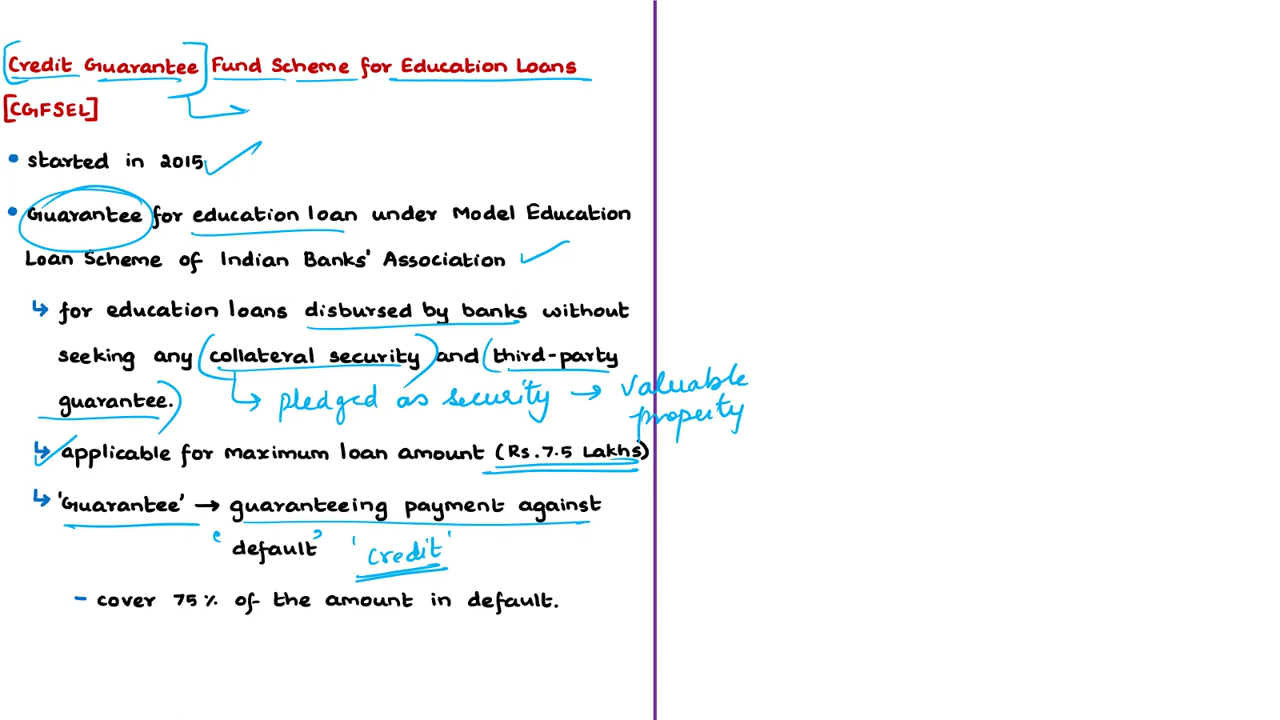 Credit Guarantee Fund Scheme for Education Loans
[CGFSEL]
• started in 2015
• Guarantee for education loan under Model Education
Loan Scheme of Indian Banks' Association
↳ for education loans disbursed by banks without
seeking any (collateral security) and (third-party
guarantee.)
→ pledged as security → valuable
property
↳ applicable for maximum loan amount (Rs.7.5 Lakhs)
↳ 'Guarantee' → guaranteeing payment against
'default' 'credit'
- cover 75% of the amount in default.